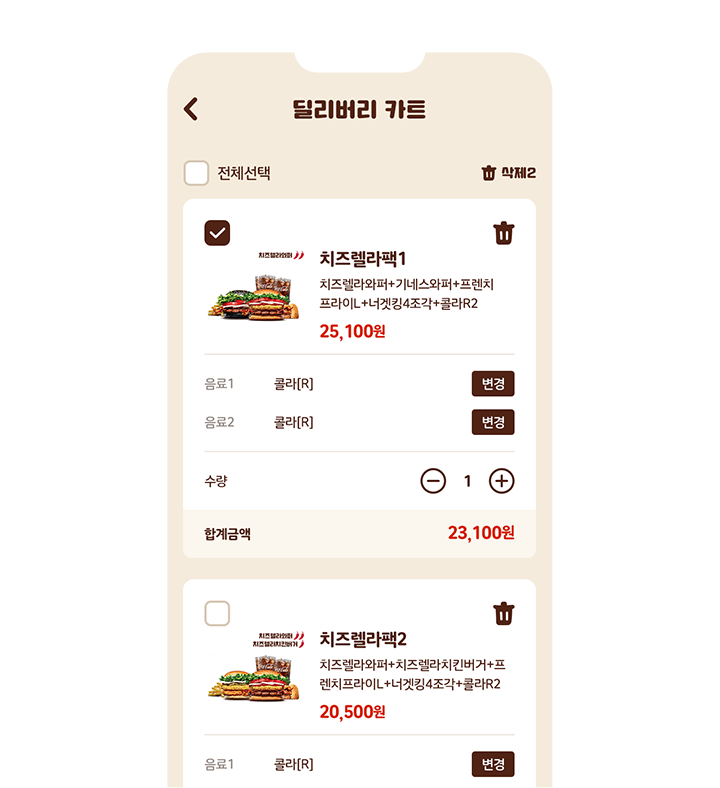 딜리버리 카트
전체선택
삭제2
치즈렐라와퍼
치즈렐라팩1
치즈렐라와퍼+기네스와퍼+프렌치
프라이L+너겟킹4조각+콜라R2
25,100원
음료1 콜라[R] 변경
음료2 콜라[R] 변경
수량 1
합계금액 23,100원
치즈렐라와퍼
치즈렐라치킨버거
치즈렐라팩2
치즈렐라와퍼+치즈렐라치킨버거+프
렌치프라이L+너겟킹4조각+콜라R2
20,500원
음료1 콜라[R] 변경